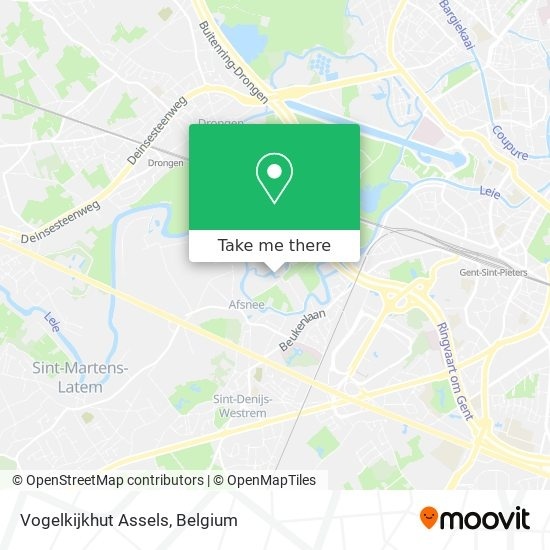 Bargiekaai
Buitenring-Drongen
Coupure
Drongen
Deinsesteenweg
Drongen
Leie
Deinsesteenweg
Take me there
Gent-Sint-Pieters
Afsnee
Leie
Beukenlaan
Ringvaart om Gent
Sint-Martens-
Latem
Sint-Denijs-
Westrem
© OpenStreetMap contributors | © OpenMapTiles
Vogelkijkhut Assels, Belgium
moovit